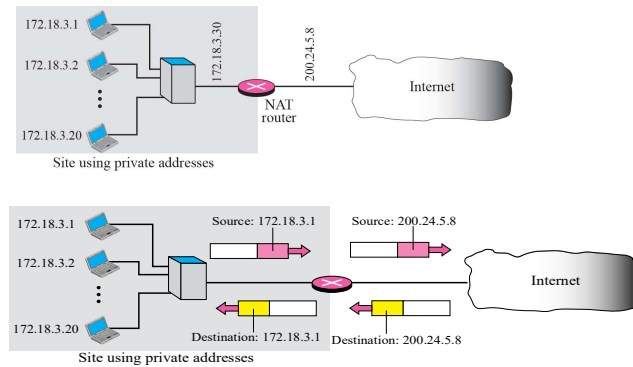 172.18.3.1
172.18.3.2
172.18.3.20
172.18.3.30
200.24.5.8
NAT
router
Internet
Site using private addresses
172.18.3.1
172.18.3.2
172.18.3.20
Source: 172.18.3.1
Source: 200.24.5.8
Internet
Destination: 172.18.3.1
Destination: 200.24.5.8
Site using private addresses